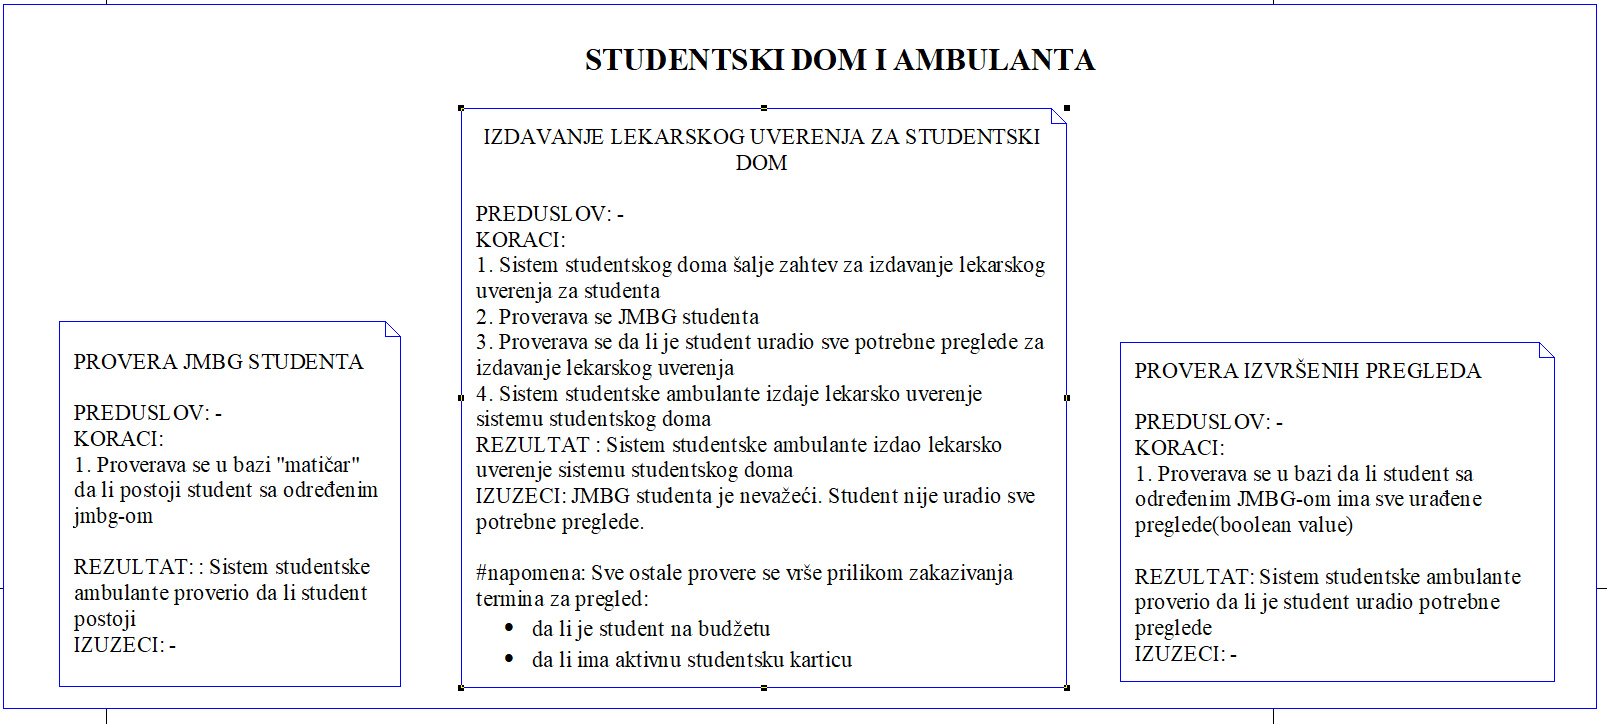 STUDENTSKI DOM I AMBULANTA
IZDAVANJE LEKARSKOG UVERENJA ZA STUDENTSKI
DOM
PREDUSLOV: -
KORACI:
1. Sistem studentskog doma šalje zahtev za izdavanje lekarskog
uverenja za studenta
2. Proverava se JMBG studenta
3. Proverava se da li je student uradio sve potrebne preglede za
izdavanje lekarskog uverenja
4. Sistem studentske ambulante izdaje lekarsko uverenje
sistemu studentskog doma
REZULTAT : Sistem studentske ambulante izdao lekarsko
uverenje sistemu studentskog doma
IZUZECI: JMBG studenta je nevažeći. Student nije uradio sve
potrebne preglede.
#napomena: Sve ostale provere se vrše prilikom zakazivanja
termina za pregled:
• da li je student na budžetu
• da li ima aktivnu studentsku karticu
PROVERA JMBG STUDENTA
PREDUSLOV: -
KORACI:
1. Proverava se u bazi "matičar"
da li postoji student sa određenim
jmbg-om
REZULTAT: : Sistem studentske
ambulante proverio da li student
postoji
IZUZECI: -
PROVERA IZVRŠENIH PREGLEDA
PREDUSLOV: -
KORACI:
1. Proverava se u bazi da li student sa
određenim JMBG-om ima sve urađene
preglede(boolean value)
REZULTAT: Sistem studentske ambulante
proverio da li je student uradio potrebne
preglede
IZUZECI: -